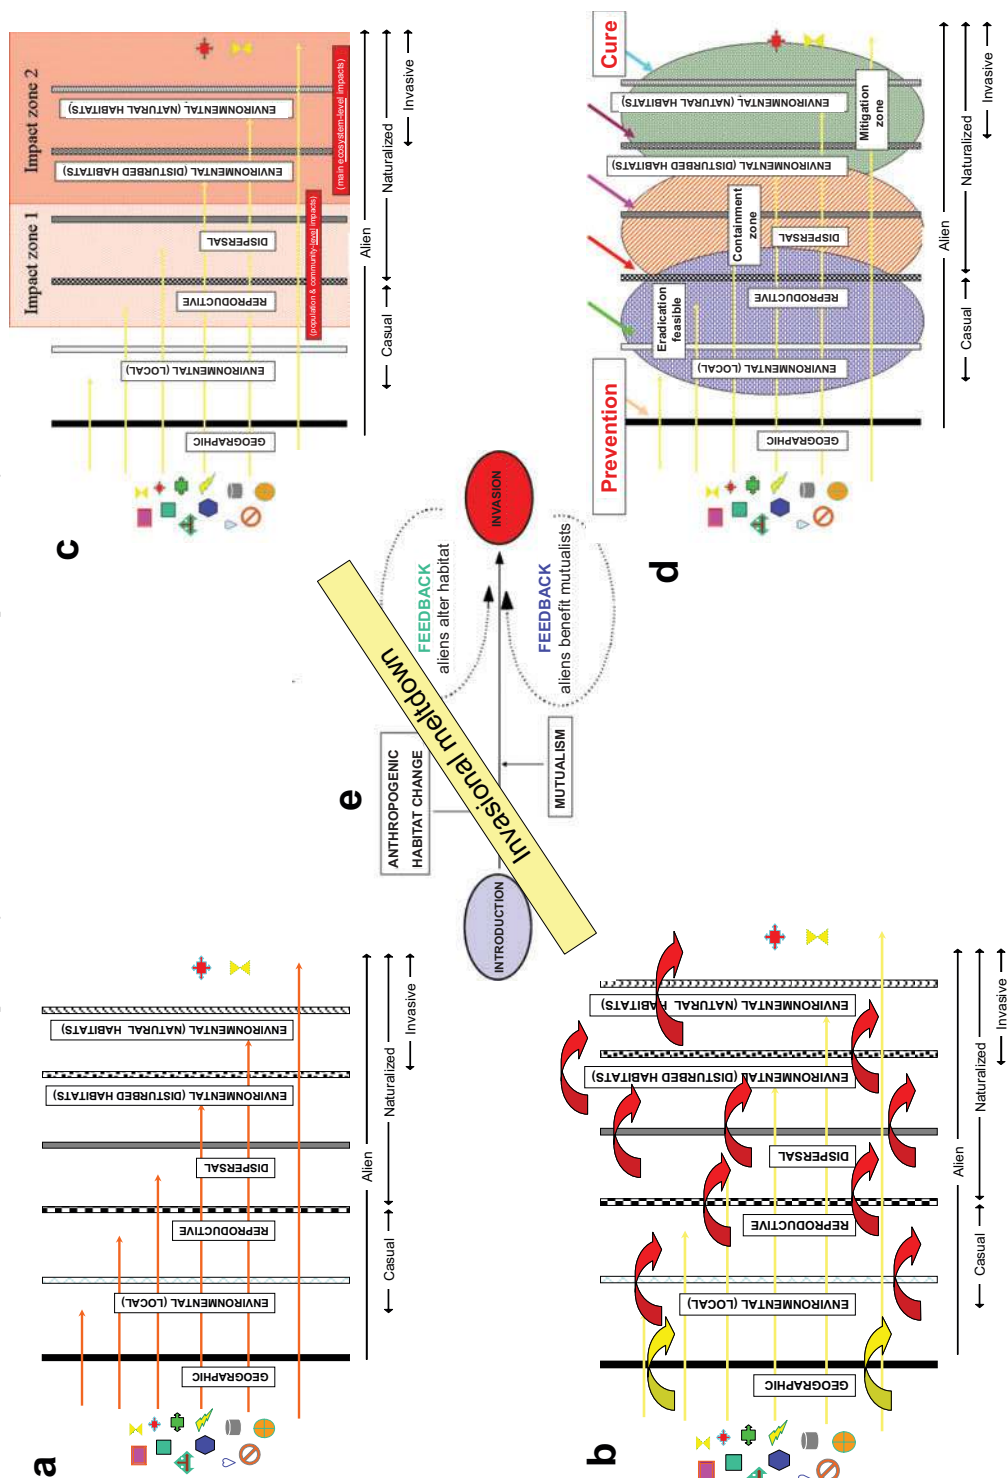 a
GEOGRAPHIC
ENVIRONMENTAL (LOCAL)
REPRODUCTIVE
DISPERSAL
ENVIRONMENTAL (DISTURBED HABITATS)
ENVIRONMENTAL (NATURAL HABITATS)
Alien
Casual
Naturalized
Invasive
b
GEOGRAPHIC
ENVIRONMENTAL (LOCAL)
REPRODUCTIVE
DISPERSAL
ENVIRONMENTAL (DISTURBED HABITATS)
ENVIRONMENTAL (NATURAL HABITATS)
Alien
Casual
Naturalized
Invasive
c
Impact zone 1
Impact zone 2
GEOGRAPHIC
ENVIRONMENTAL (LOCAL)
REPRODUCTIVE
DISPERSAL
ENVIRONMENTAL (DISTURBED HABITATS)
ENVIRONMENTAL (NATURAL HABITATS)
(population & community-level impacts)
(main ecosystem-level impacts)
Alien
Casual
Naturalized
Invasive
d
Prevention
Cure
Eradication
feasible
Containment
zone
Mitigation
zone
GEOGRAPHIC
ENVIRONMENTAL (LOCAL)
REPRODUCTIVE
DISPERSAL
ENVIRONMENTAL (DISTURBED HABITATS)
ENVIRONMENTAL (NATURAL HABITATS)
Alien
Casual
Naturalized
Invasive
e
ANTHROPOGENIC
HABITAT CHANGE
Invasional meltdown
FEEDBACK
aliens alter habitat
INTRODUCTION
INVASION
FEEDBACK
aliens benefit mutualists
MUTUALISM